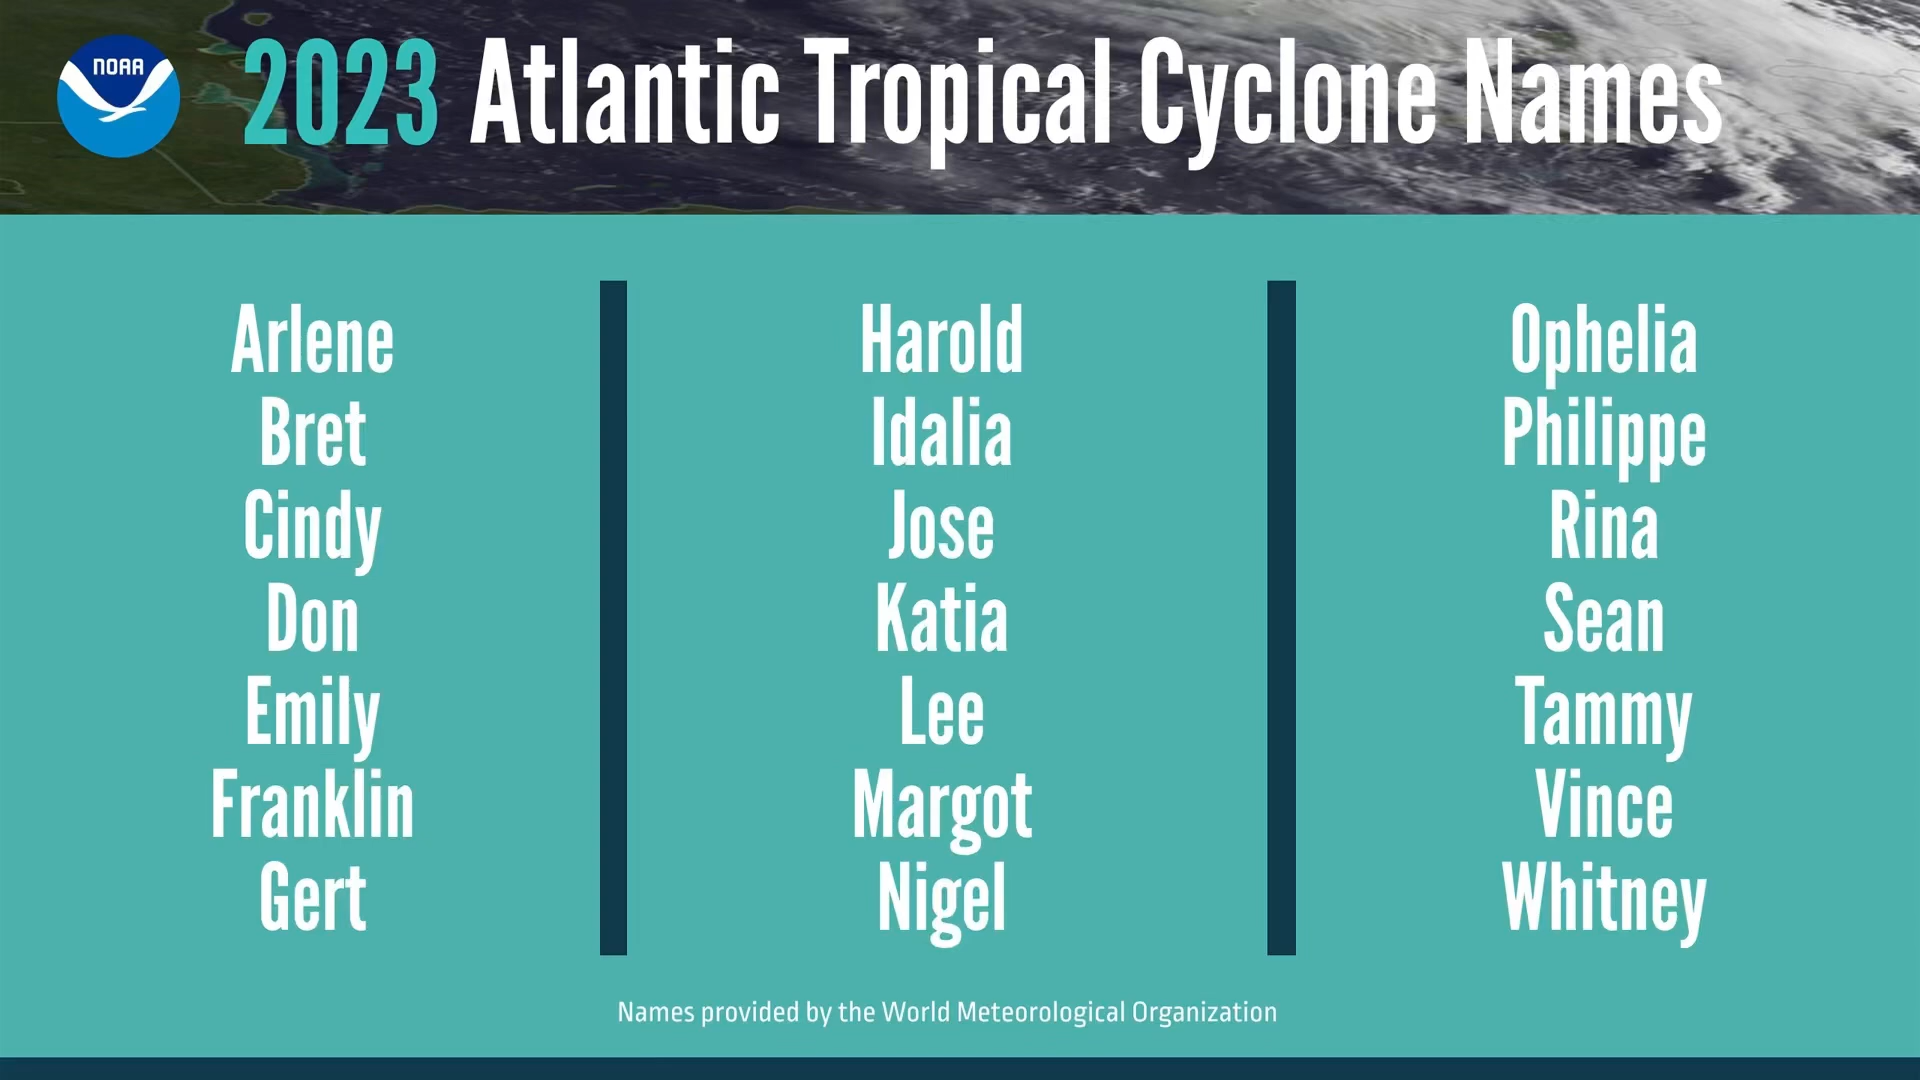 NOAA
2023 Atlantic Tropical Cyclone Names
Arlene
Bret
Cindy
Don
Emily
Franklin
Gert
Harold
Idalia
Jose
Katia
Lee
Margot
Nigel
Ophelia
Philippe
Rina
Sean
Tammy
Vince
Whitney
Names provided by the World Meteorological Organization